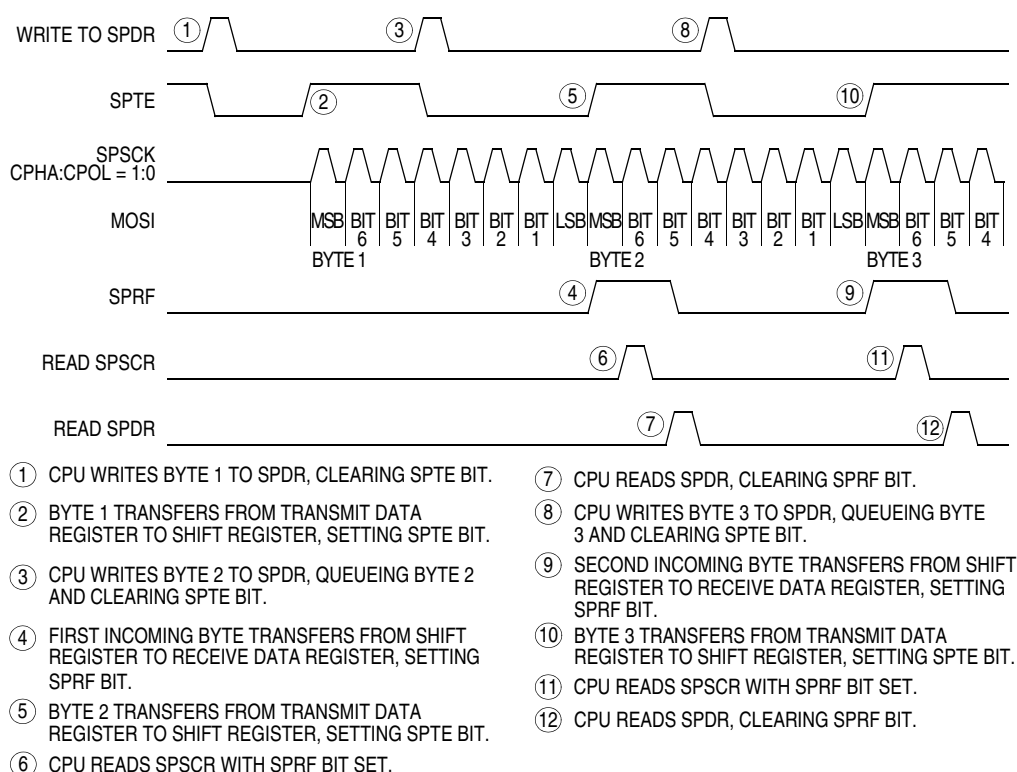 WRITE TO SPDR ① ③ ⑧
SPTE ② ⑤ ⑩
SPSCK
CPHA:CPOL = 1:0
MOSI MSB BIT 6 BIT 5 BIT 4 BIT 3 BIT 2 BIT 1 LSB MSB BIT 6 BIT 5 BIT 4 BIT 3 BIT 2 BIT 1 LSB MSB BIT 6 BIT 5 BIT 4
BYTE 1 BYTE 2 BYTE 3
SPRF ④ ⑨
READ SPSCR ⑥ ⑪
READ SPDR ⑦ ⑫
① CPU WRITES BYTE 1 TO SPDR, CLEARING SPTE BIT.
② BYTE 1 TRANSFERS FROM TRANSMIT DATA
REGISTER TO SHIFT REGISTER, SETTING SPTE BIT.
③ CPU WRITES BYTE 2 TO SPDR, QUEUEING BYTE 2
AND CLEARING SPTE BIT.
④ FIRST INCOMING BYTE TRANSFERS FROM SHIFT
REGISTER TO RECEIVE DATA REGISTER, SETTING
SPRF BIT.
⑤ BYTE 2 TRANSFERS FROM TRANSMIT DATA
REGISTER TO SHIFT REGISTER, SETTING SPTE BIT.
⑥ CPU READS SPSCR WITH SPRF BIT SET.
⑦ CPU READS SPDR, CLEARING SPRF BIT.
⑧ CPU WRITES BYTE 3 TO SPDR, QUEUEING BYTE
3 AND CLEARING SPTE BIT.
⑨ SECOND INCOMING BYTE TRANSFERS FROM SHIFT
REGISTER TO RECEIVE DATA REGISTER, SETTING
SPRF BIT.
⑩ BYTE 3 TRANSFERS FROM TRANSMIT DATA
REGISTER TO SHIFT REGISTER, SETTING SPTE BIT.
⑪ CPU READS SPSCR WITH SPRF BIT SET.
⑫ CPU READS SPDR, CLEARING SPRF BIT.